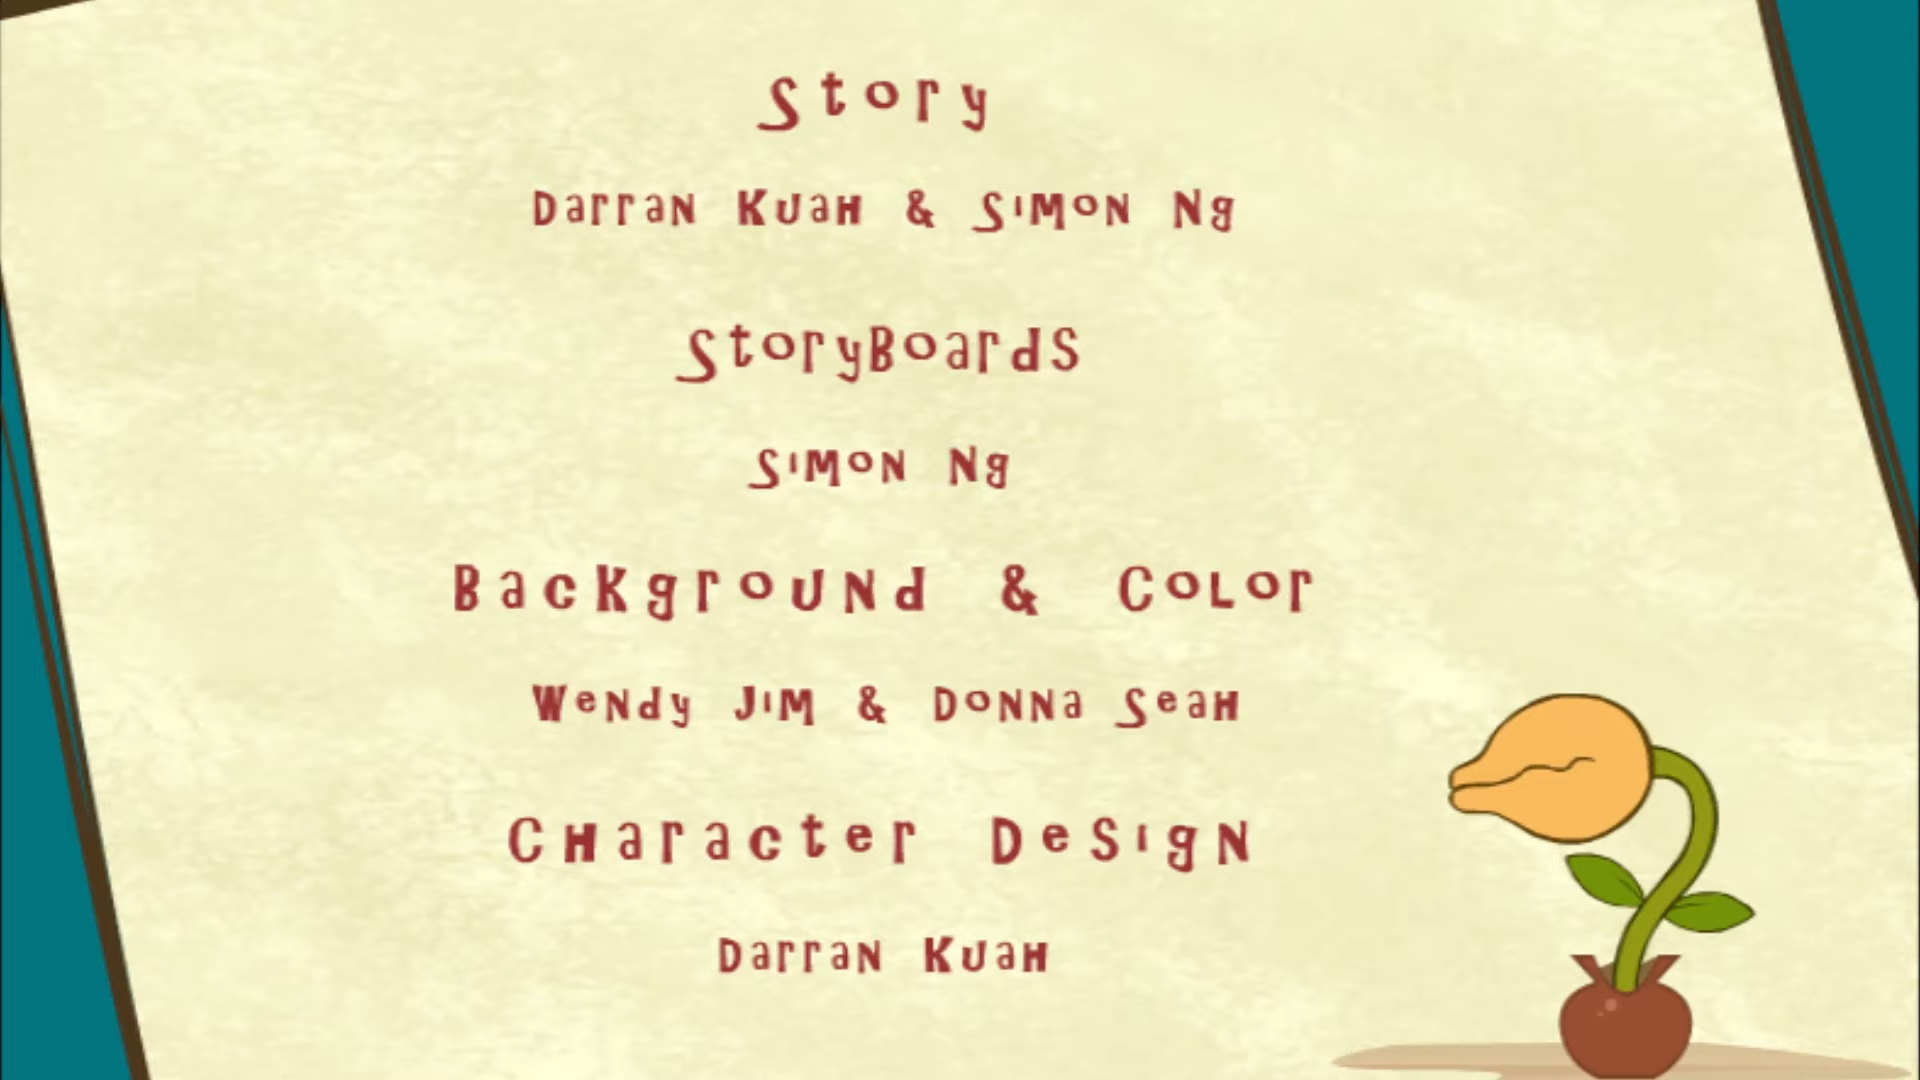 Story
Darran Kuah & Simon Ng
Storyboards
Simon Ng
Background & Color
Wendy Jim & Donna Seah
Character Design
Darran Kuah